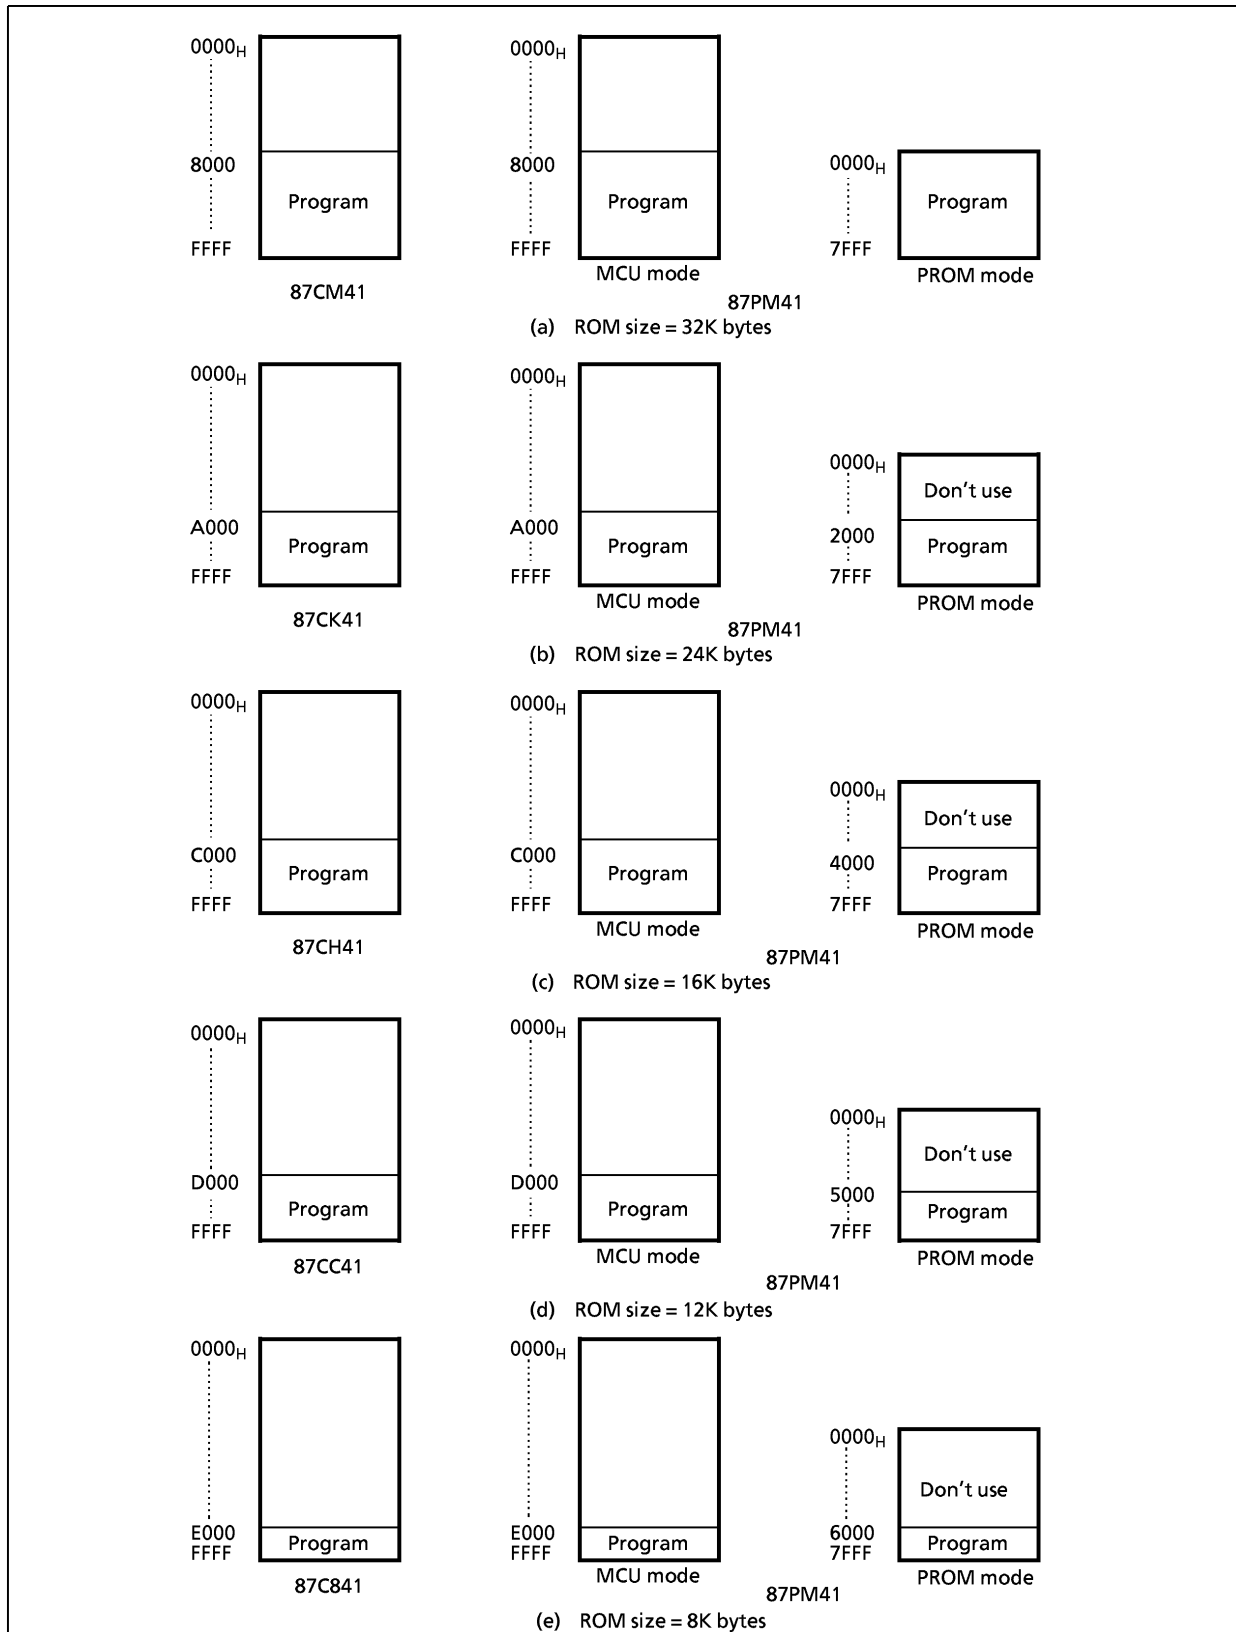 0000H
8000
Program
FFFF
87CM41
0000H
8000
Program
FFFF
MCU mode
0000H
Program
7FFF
PROM mode
87PM41
(a) ROM size = 32K bytes
0000H
A000
Program
FFFF
87CK41
0000H
A000
Program
FFFF
MCU mode
0000H
Don't use
2000
Program
7FFF
PROM mode
87PM41
(b) ROM size = 24K bytes
0000H
C000
Program
FFFF
87CH41
0000H
C000
Program
FFFF
MCU mode
0000H
Don't use
4000
Program
7FFF
PROM mode
87PM41
(c) ROM size = 16K bytes
0000H
D000
Program
FFFF
87CC41
0000H
D000
Program
FFFF
MCU mode
0000H
Don't use
5000
Program
7FFF
PROM mode
87PM41
(d) ROM size = 12K bytes
0000H
E000
Program
FFFF
87C841
0000H
E000
Program
FFFF
MCU mode
0000H
Don't use
6000
Program
7FFF
PROM mode
87PM41
(e) ROM size = 8K bytes